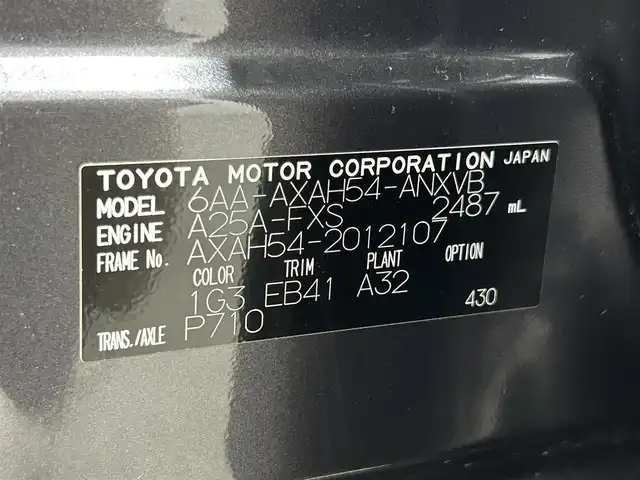 TOYOTA MOTOR CORPORATION JAPAN
MODEL 6AA-AXAH54-ANXVB
ENGINE A25A-FXS 2487 mL
FRAME No. AXAH54-2012107
COLOR TRIM PLANT OPTION
1G3 EB41 A32 430
TRANS./AXLE P710